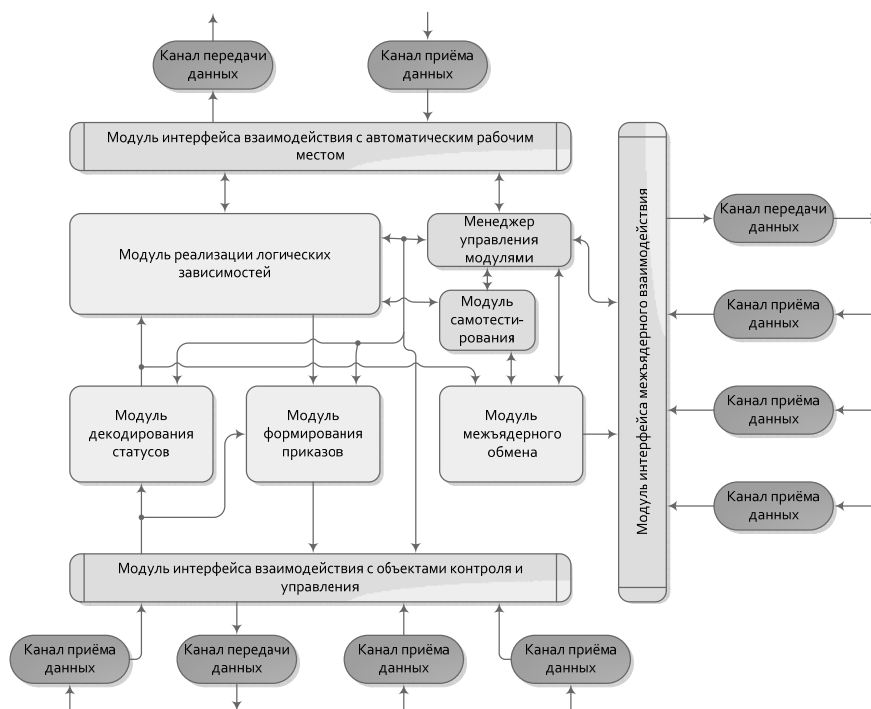 Канал передачи
данных
Канал приёма
данных
Модуль интерфейса взаимодействия с автоматическим рабочим
местом
Модуль реализации логических
зависимостей
Менеджер
управления
модулями
Модуль
самотести-
рования
Модуль
декодирования
статусов
Модуль
формирования
приказов
Модуль
межъядерного
обмена
Модуль интерфейса межъядерного взаимодействия
Канал передачи
данных
Канал приёма
данных
Канал приёма
данных
Канал приёма
данных
Модуль интерфейса взаимодействия с объектами контроля и
управления
Канал приёма
данных
Канал передачи
данных
Канал приёма
данных
Канал приёма
данных